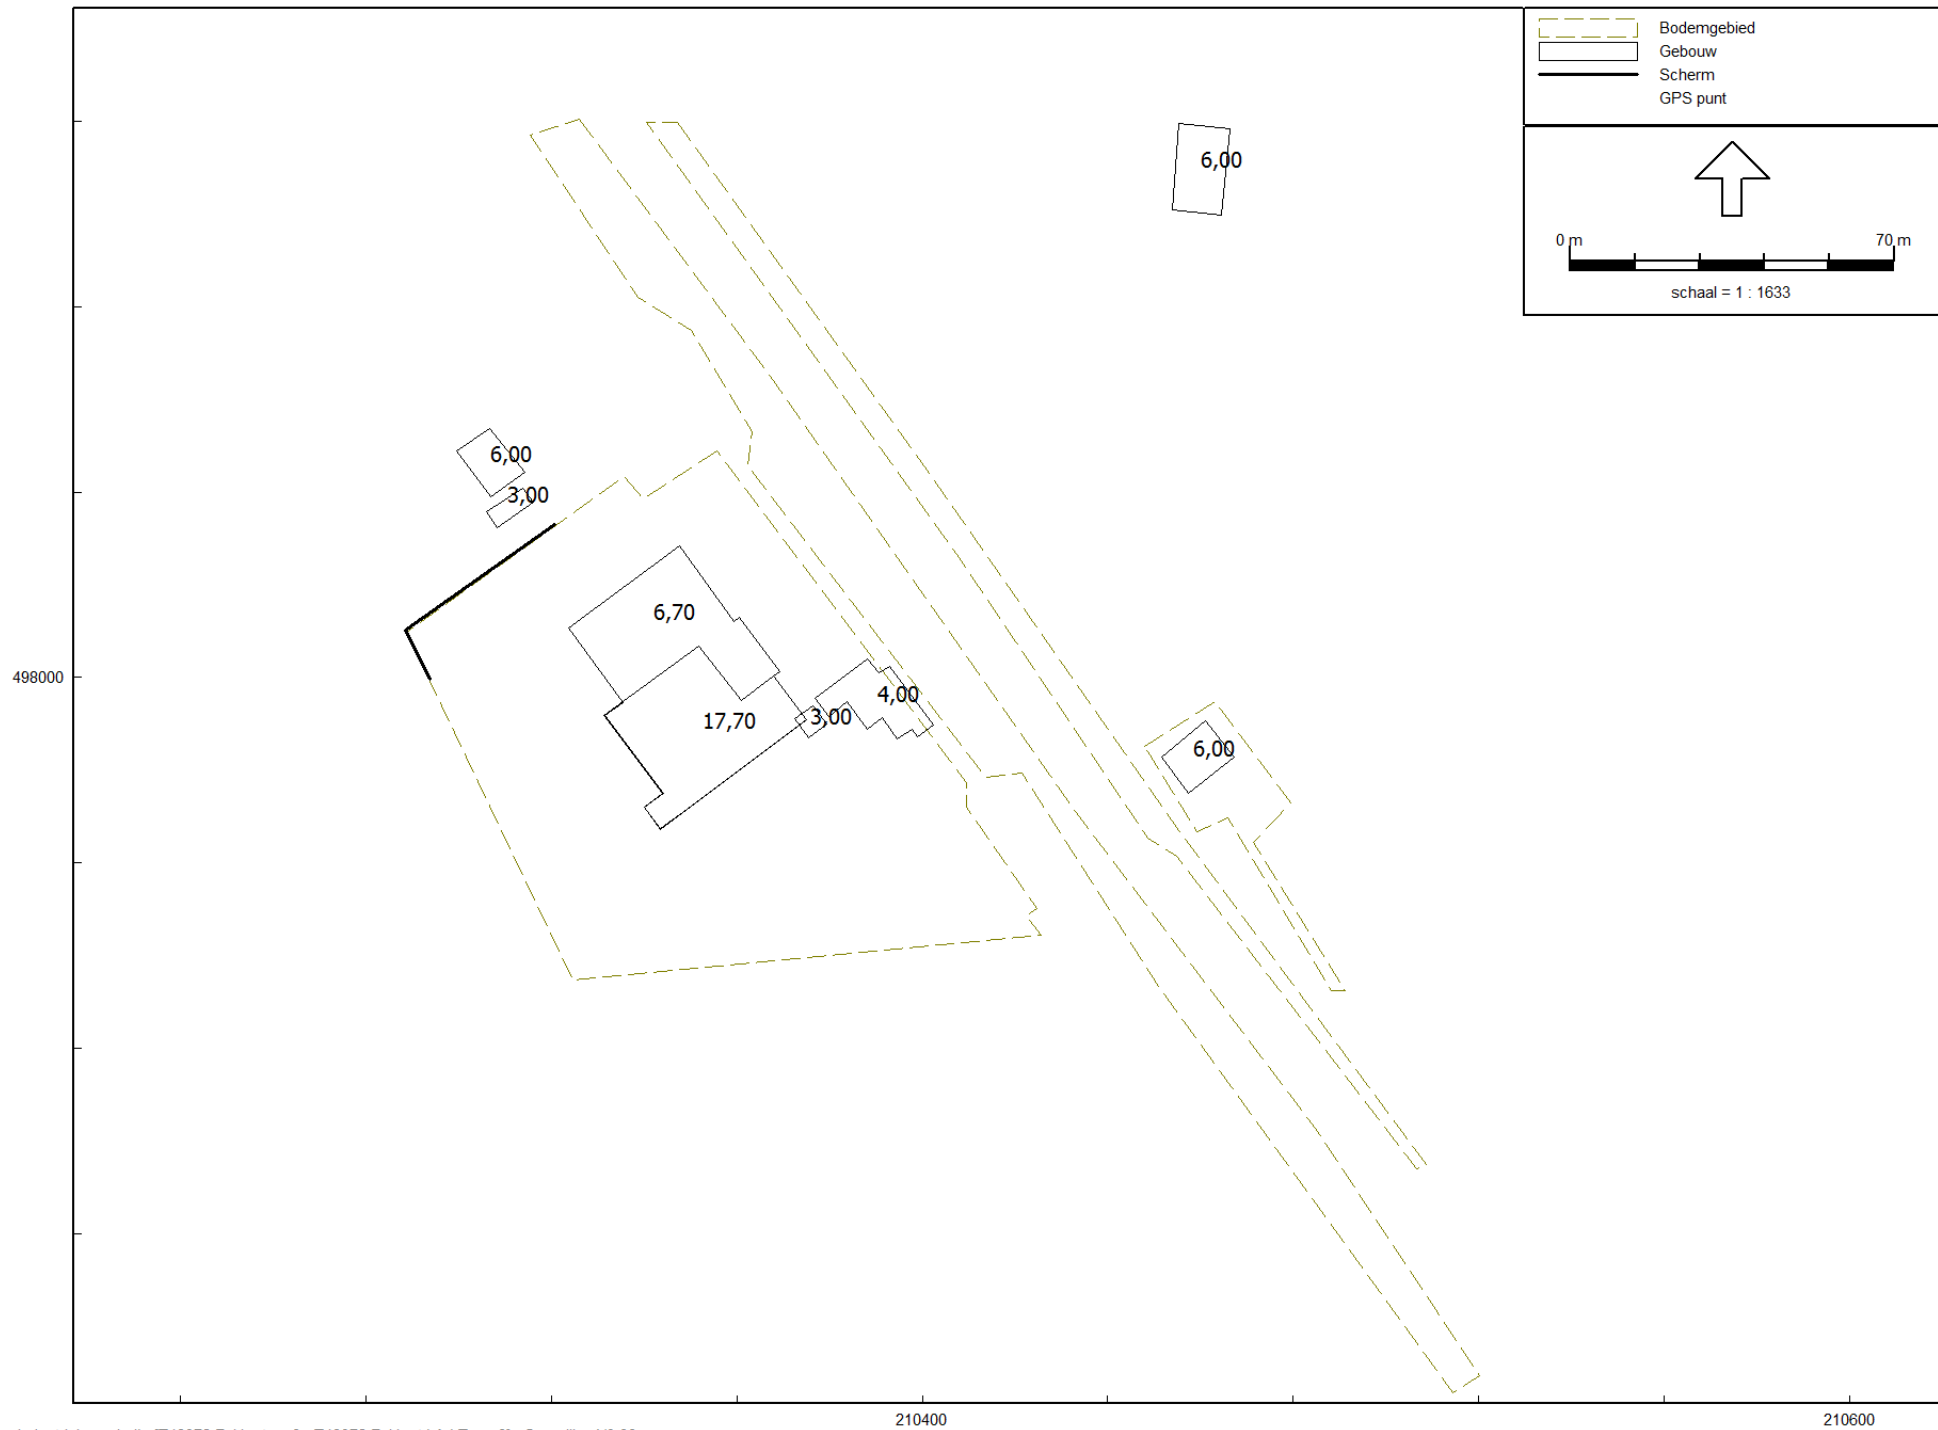 Bodemgebied
Gebouw
Scherm
GPS punt
0 m 70 m
schaal = 1 : 1633
6,00
6,00
3,00
6,70
498000
4,00
3,00
17,70
6,00
210400 210600